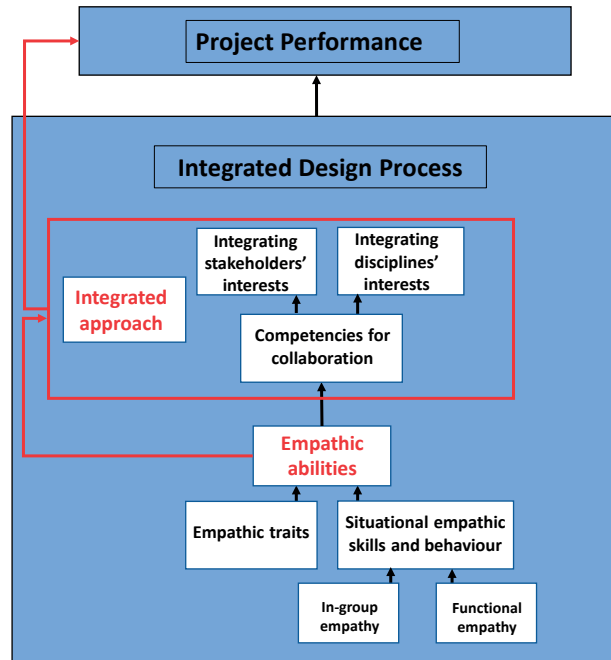 Project Performance
Integrated Design Process
Integrating
stakeholders’
interests
Integrating
disciplines’
interests
Integrated
approach
Competencies for
collaboration
Empathic
abilities
Empathic traits
Situational empathic
skills and behaviour
In-group
empathy
Functional
empathy